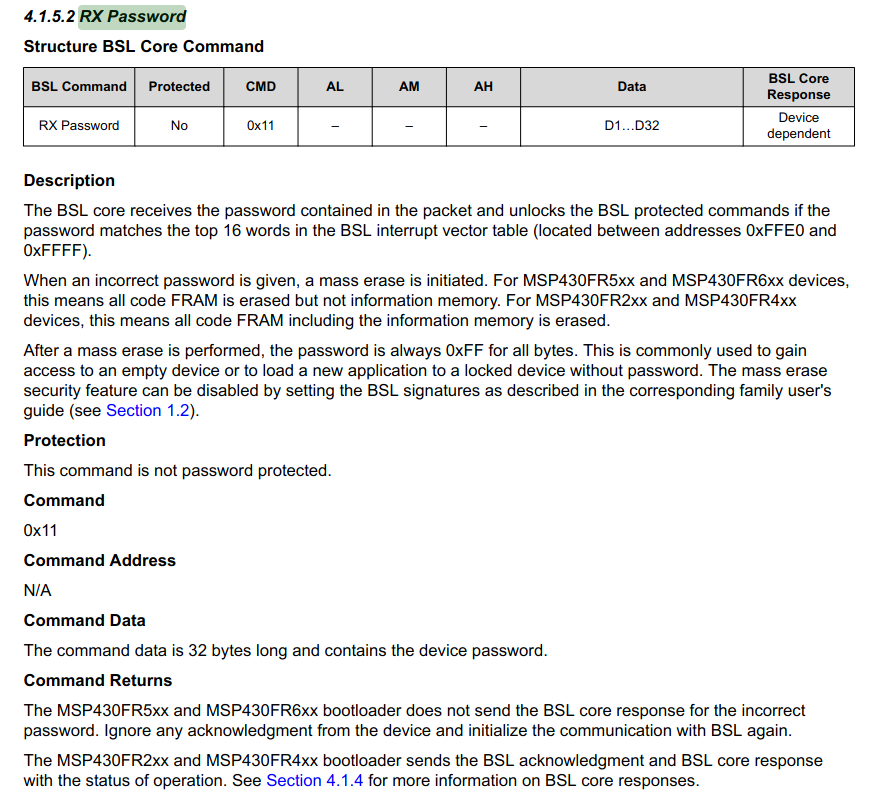 4.1.5.2 RX Password
Structure BSL Core Command
BSL Command Protected CMD AL AM AH Data BSL Core Response
RX Password No 0x11 – – – D1...D32 Device dependent
Description
The BSL core receives the password contained in the packet and unlocks the BSL protected commands if the
password matches the top 16 words in the BSL interrupt vector table (located between addresses 0xFFE0 and
0xFFFF).
When an incorrect password is given, a mass erase is initiated. For MSP430FR5xx and MSP430FR6xx devices,
this means all code FRAM is erased but not information memory. For MSP430FR2xx and MSP430FR4xx
devices, this means all code FRAM including the information memory is erased.
After a mass erase is performed, the password is always 0xFF for all bytes. This is commonly used to gain
access to an empty device or to load a new application to a locked device without password. The mass erase
security feature can be disabled by setting the BSL signatures as described in the corresponding family user's
guide (see Section 1.2).
Protection
This command is not password protected.
Command
0x11
Command Address
N/A
Command Data
The command data is 32 bytes long and contains the device password.
Command Returns
The MSP430FR5xx and MSP430FR6xx bootloader does not send the BSL core response for the incorrect
password. Ignore any acknowledgment from the device and initialize the communication with BSL again.
The MSP430FR2xx and MSP430FR4xx bootloader sends the BSL acknowledgment and BSL core response
with the status of operation. See Section 4.1.4 for more information on BSL core responses.